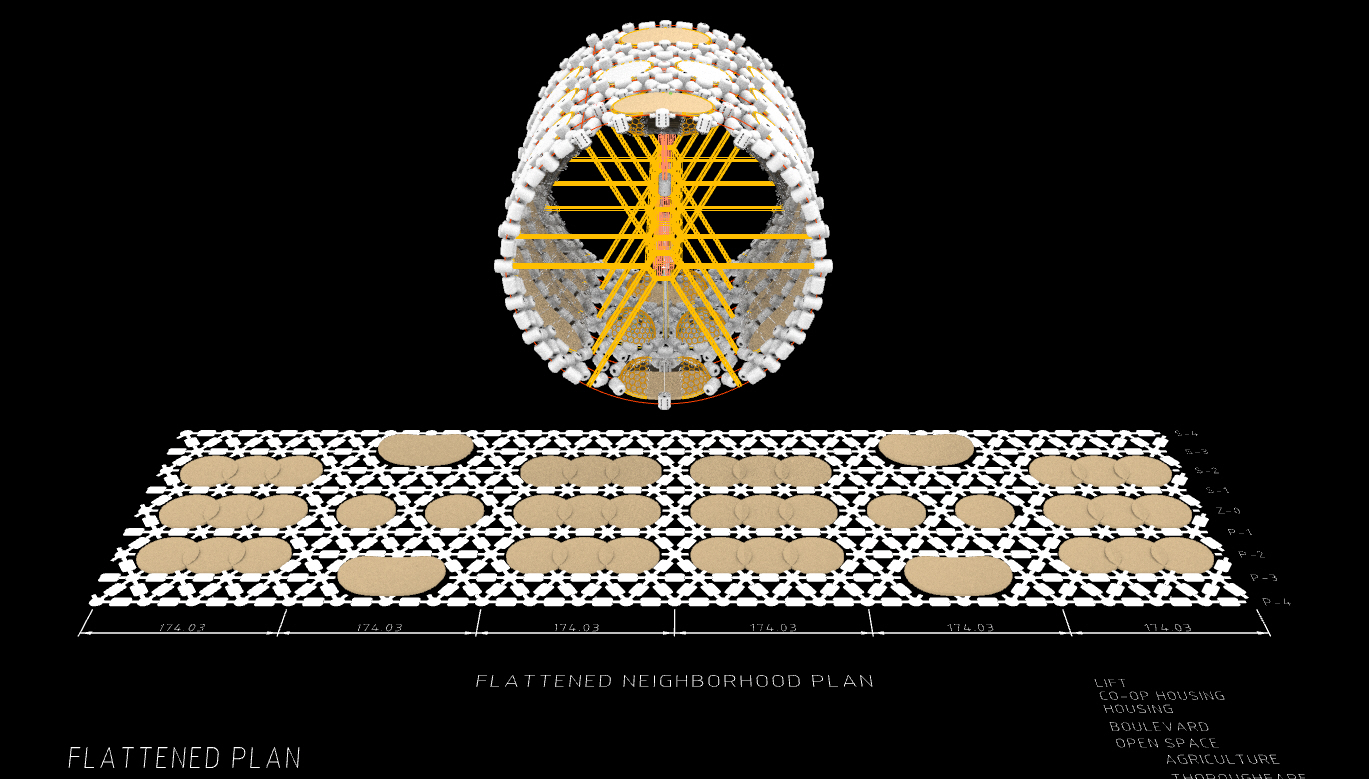 S-4
S-3
S-2
S-1
Z-0
P-1
P-2
P-3
P-4
174.03 174.03 174.03 174.03 174.03 174.03
FLATTENED NEIGHBORHOOD PLAN
LIFT
CO-OP HOUSING
HOUSING
BOULEVARD
OPEN SPACE
AGRICULTURE
THOROUGHFARE
FLATTENED PLAN